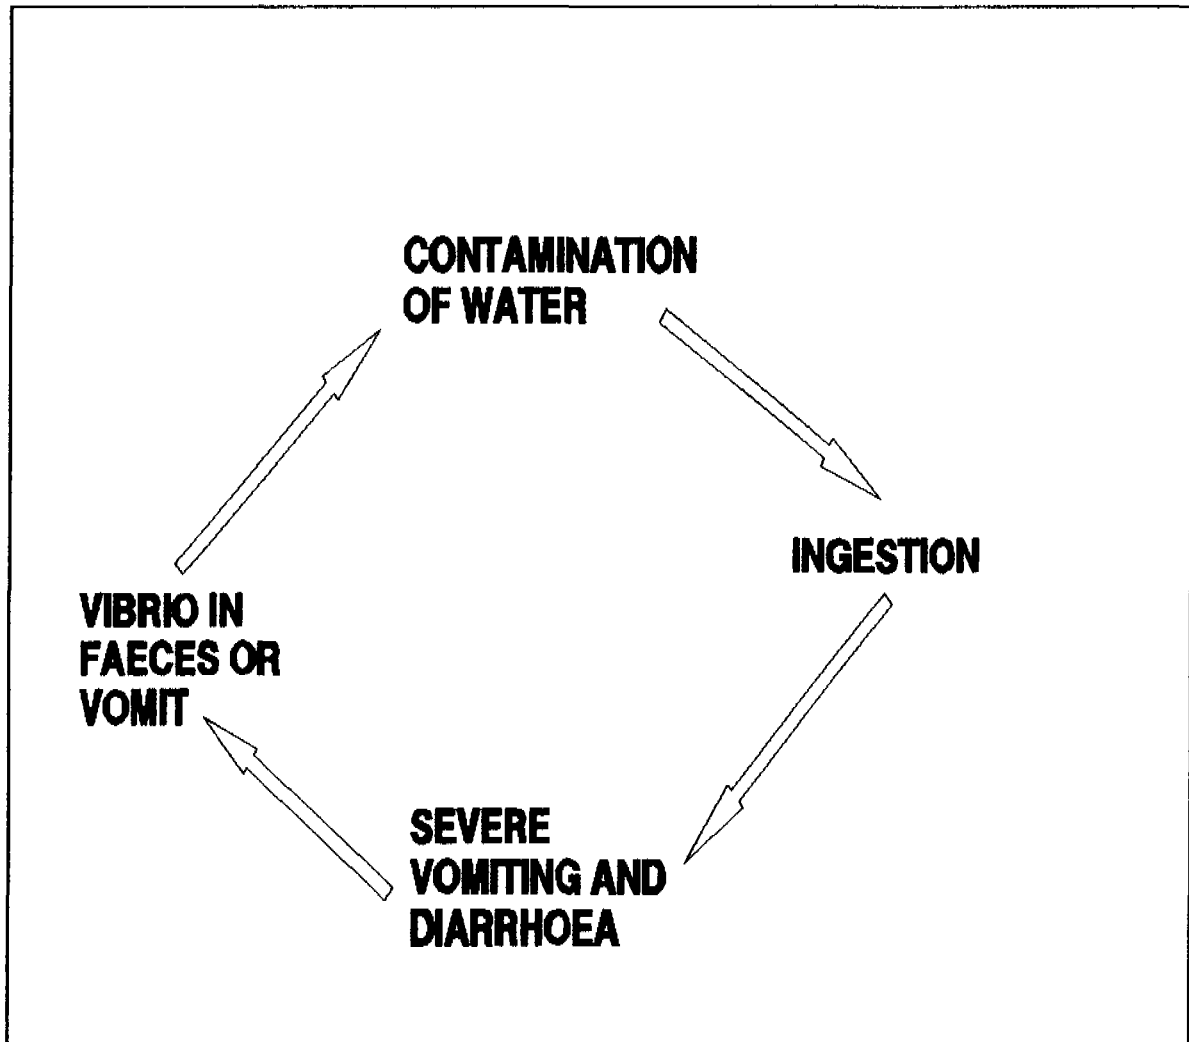 CONTAMINATION
OF WATER
INGESTION
VIBRIO IN
FAECES OR
VOMIT
SEVERE
VOMITING AND
DIARRHOEA